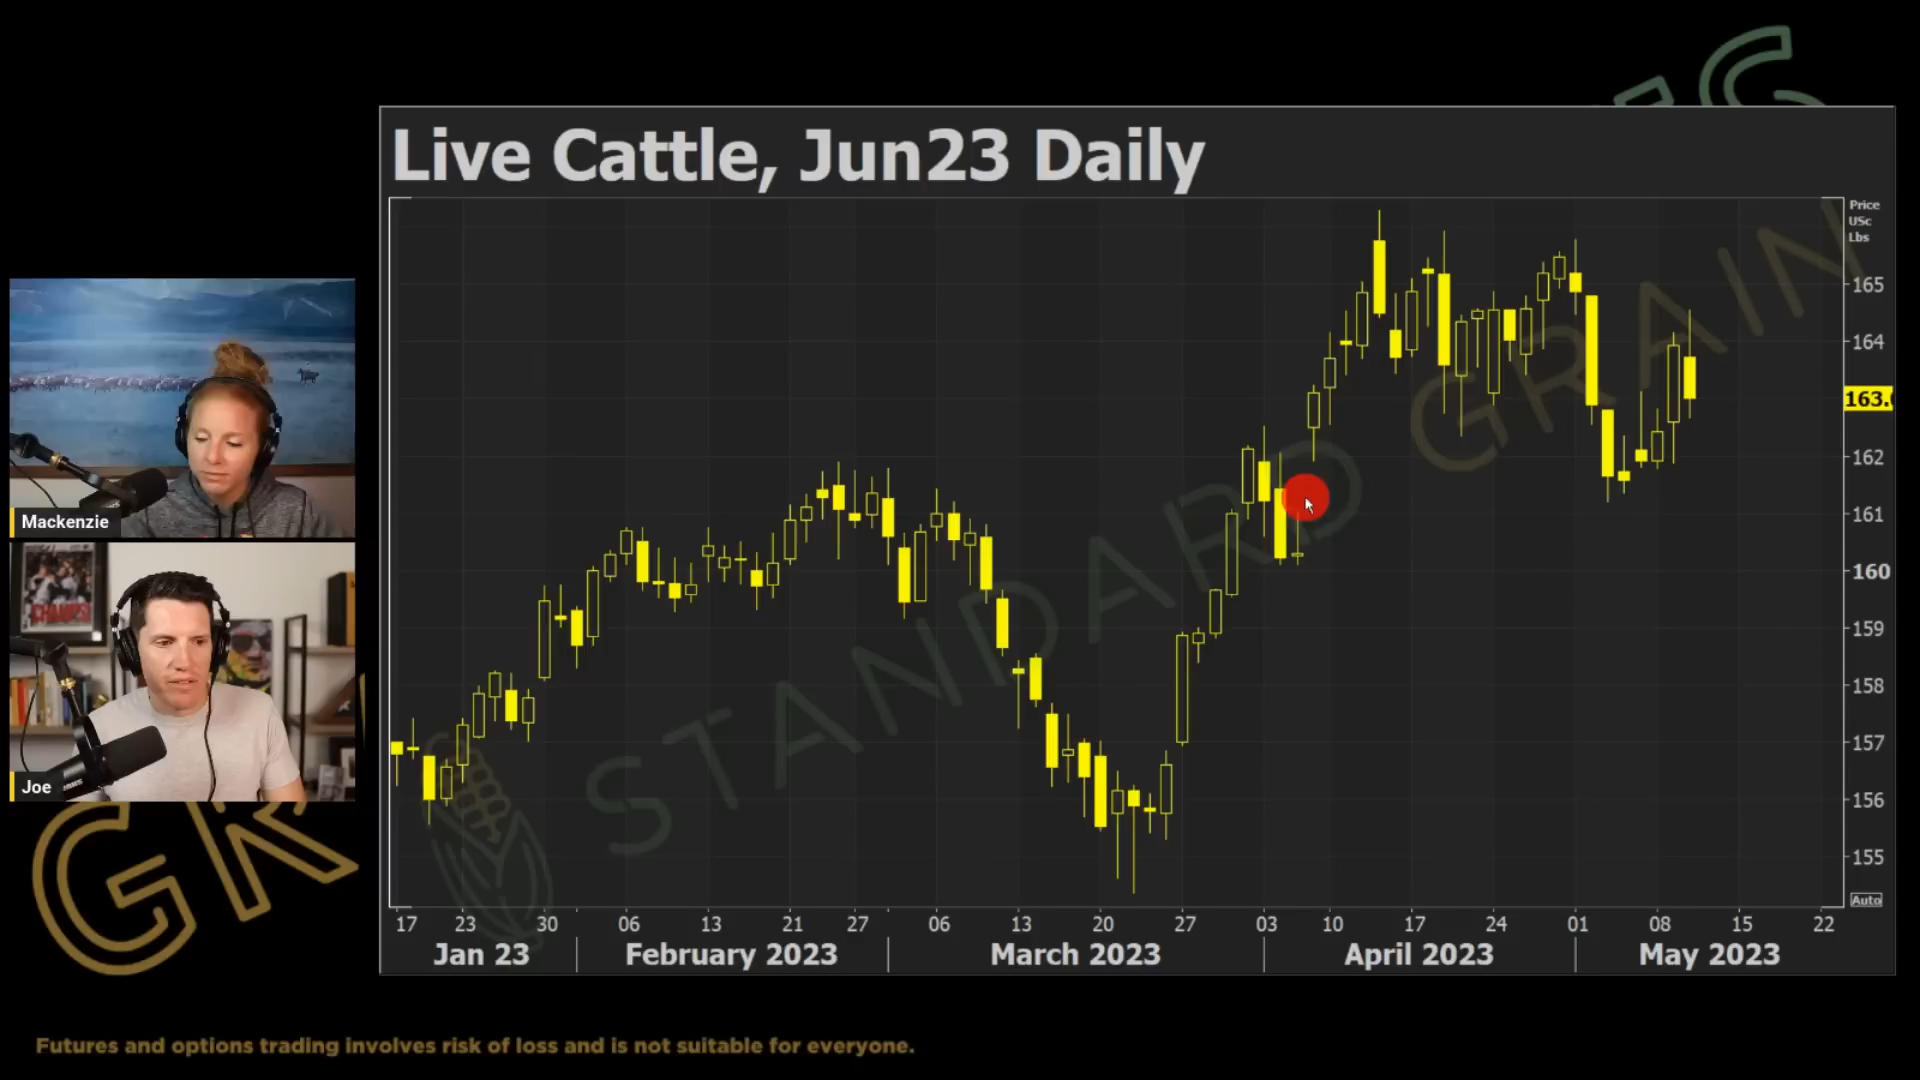 Live Cattle, Jun23 Daily
Price
USc
Lbs
165
164
163.
162
161
160
159
158
157
156
155
Auto
17 23 30 06 13 21 27 06 13 20 27 03 10 17 24 01 08 15 22
Jan 23 February 2023 March 2023 April 2023 May 2023
STANDARD GRAIN
Mackenzie
CHAMPS!
Joe
GR
Futures and options trading involves risk of loss and is not suitable for everyone.